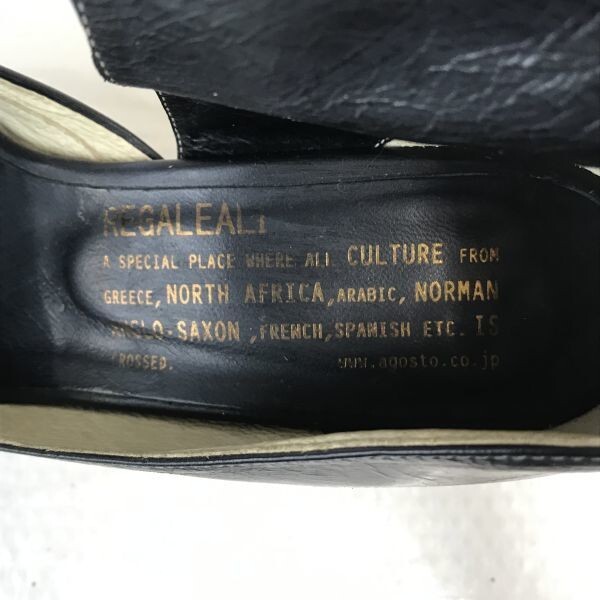 REGALEALI
A SPECIAL PLACE WHERE ALL CULTURE FROM
GREECE, NORTH AFRICA, ARABIC, NORMAN
ANGLO-SAXON, FRENCH, SPANISH ETC. IS
CROSSED.
www.agosto.co.jp